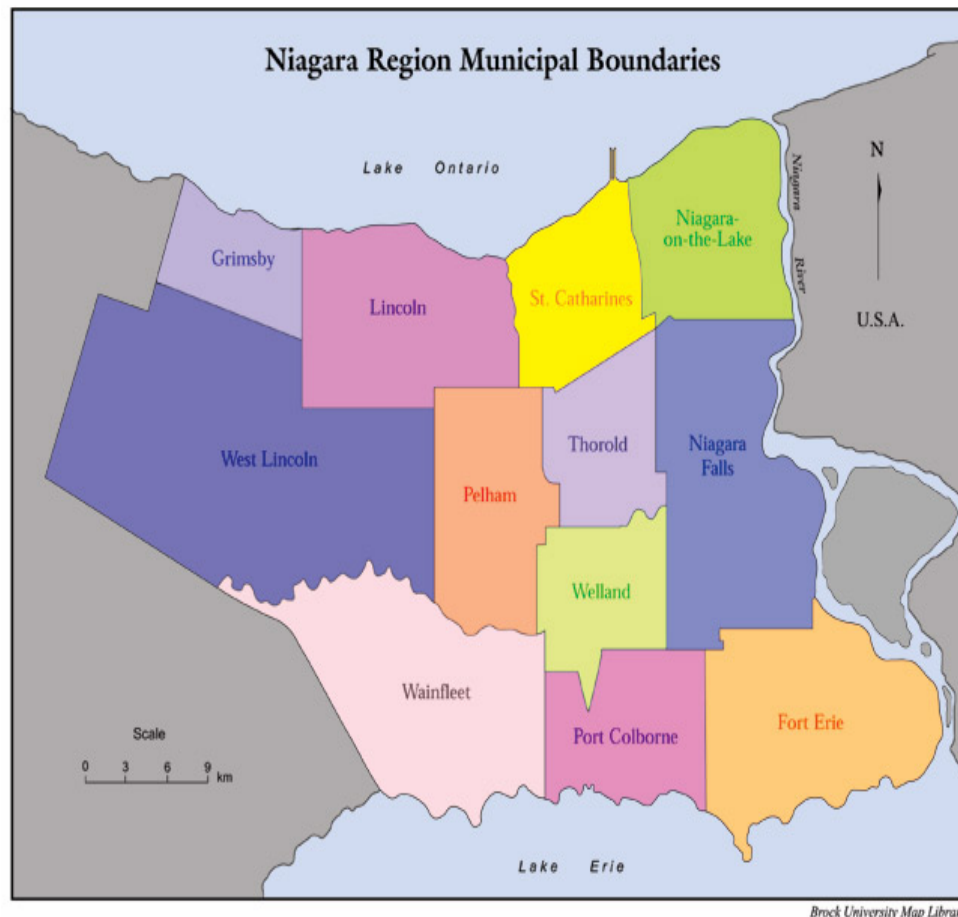 Niagara Region Municipal Boundaries
Lake Ontario
N
Niagara
River
Niagara-
on-the-Lake
Grimsby
St. Catharines
Lincoln
U.S.A.
Thorold
Niagara
Falls
West Lincoln
Pelham
Welland
Wainfleet
Fort Erie
Port Colborne
Scale
0 3 6 9
km
Lake Erie
Brock University Map Librar